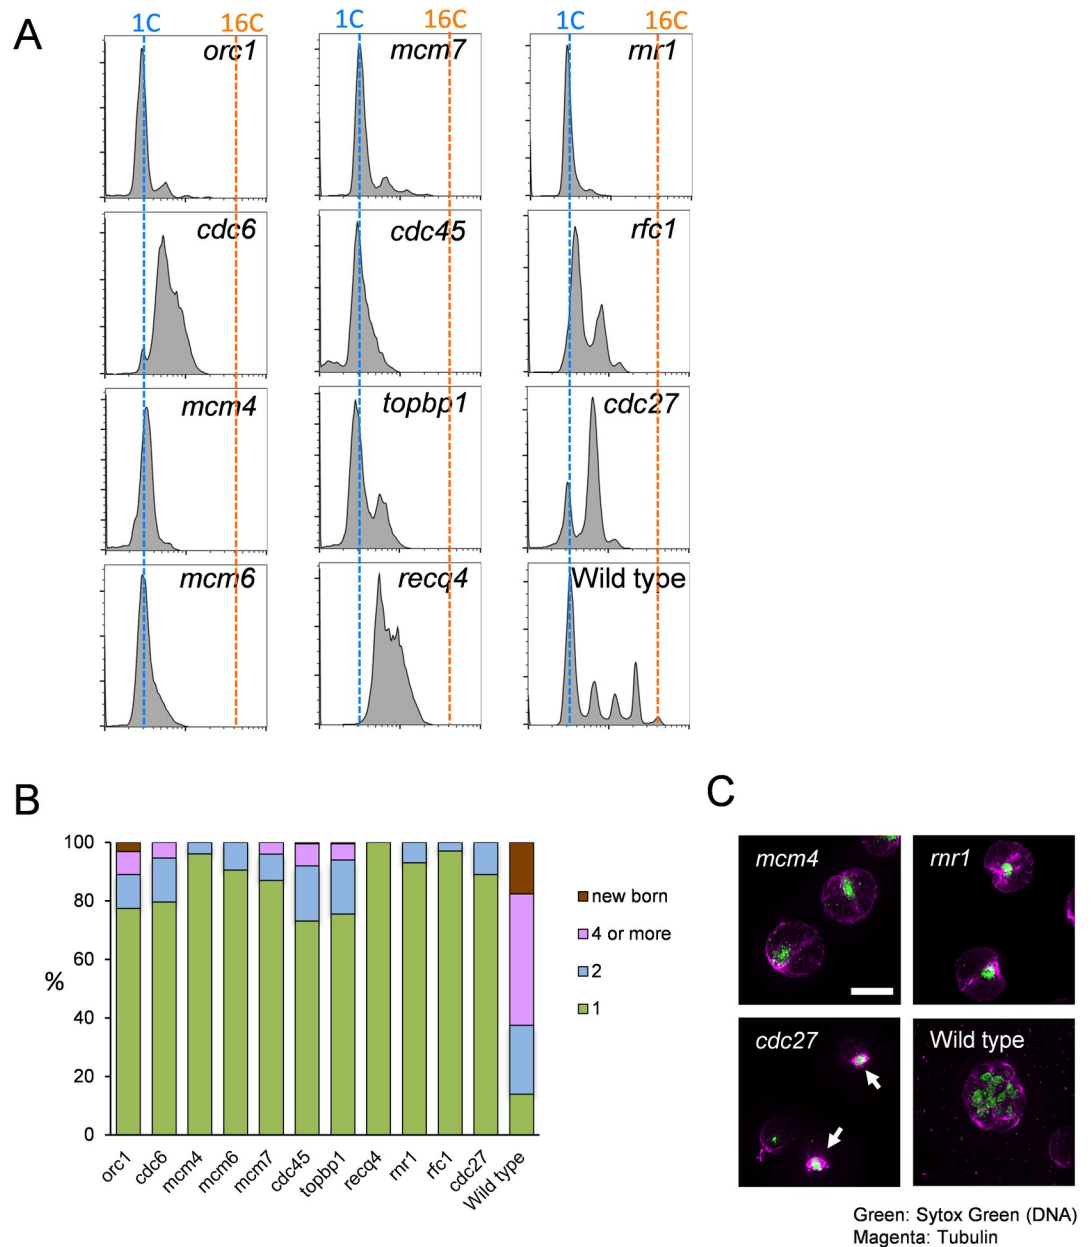 A
1C 16C 1C 16C 1C 16C
orc1 mcm7 rnr1
cdc6 cdc45 rfc1
mcm4 topbp1 cdc27
mcm6 recq4 Wild type
B
100
80
60
40
20
0
%
new born
4 or more
2
1
orc1 cdc6 mcm4 mcm6 mcm7 cdc45 topbp1 recq4 rnr1 rfc1 cdc27 Wild type
C
mcm4 rnr1
cdc27 Wild type
Green: Sytox Green (DNA)
Magenta: Tubulin